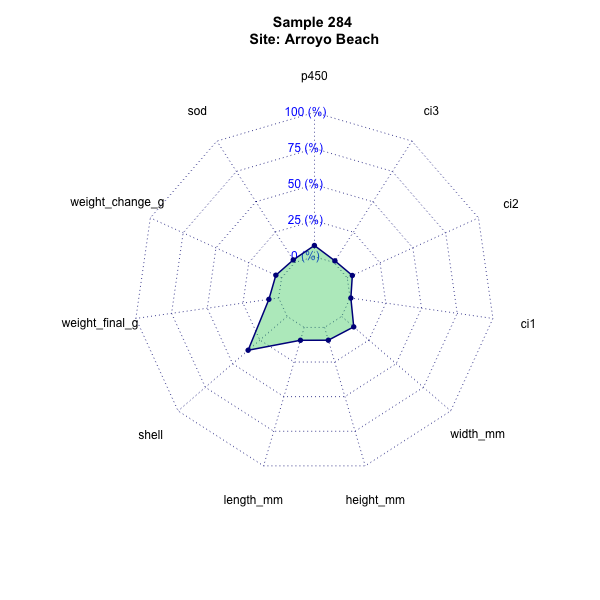 Sample 284
Site: Arroyo Beach
p450
100 (%)
sod
ci3
75 (%)
50 (%)
weight_change_g
ci2
25 (%)
0 (%)
weight_final_g
ci1
shell
width_mm
length_mm
height_mm